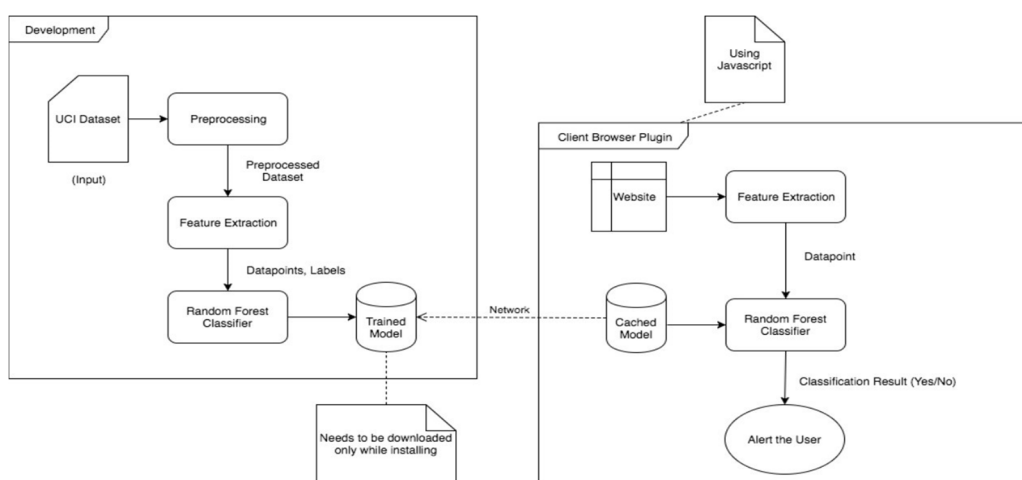 Development
UCI Dataset
(Input)
Preprocessing
Preprocessed
Dataset
Feature Extraction
Datapoints, Labels
Random Forest
Classifier
Trained
Model
Needs to be downloaded
only while installing
Network
Using
Javascript
Client Browser Plugin
Website
Feature Extraction
Datapoint
Cached
Model
Random Forest
Classifier
Classification Result (Yes/No)
Alert the User